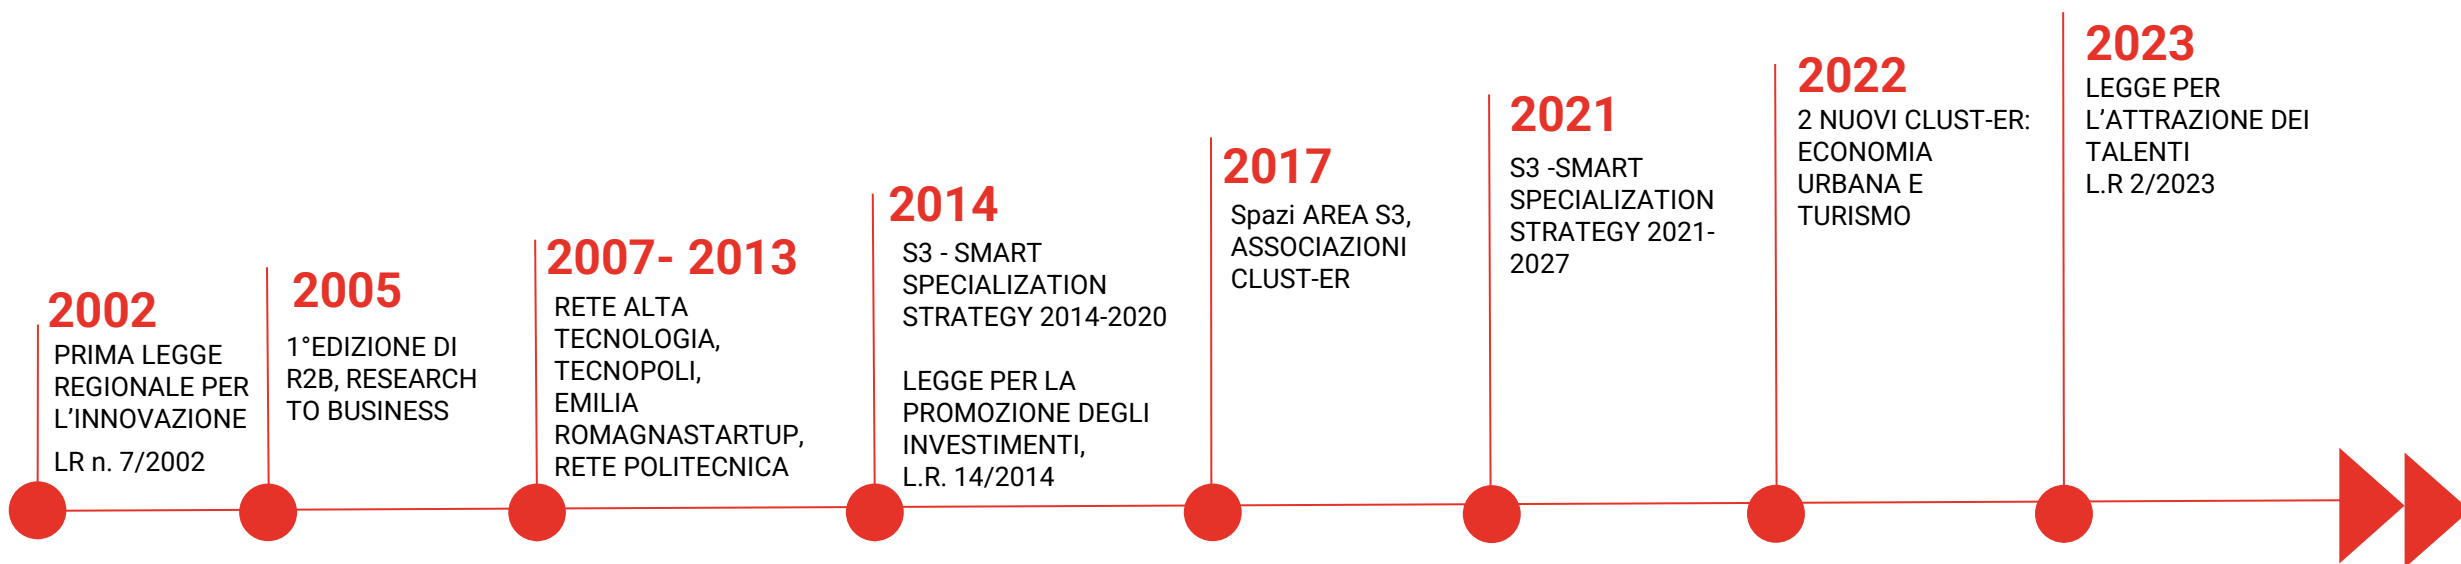 2002
PRIMA LEGGE
REGIONALE PER
L'INNOVAZIONE
LR n. 7/2002
2005
1°EDIZIONE DI
R2B, RESEARCH
TO BUSINESS
2007- 2013
RETE ALTA
TECNOLOGIA,
TECNOPOLI,
EMILIA
ROMAGNASTARTUP,
RETE POLITECNICA
2014
S3 - SMART
SPECIALIZATION
STRATEGY 2014-2020
LEGGE PER LA
PROMOZIONE DEGLI
INVESTIMENTI,
L.R. 14/2014
2017
Spazi AREA S3,
ASSOCIAZIONI
CLUST-ER
2021
S3 -SMART
SPECIALIZATION
STRATEGY 2021-
2027
2022
2 NUOVI CLUST-ER:
ECONOMIA
URBANA E
TURISMO
2023
LEGGE PER
L'ATTRAZIONE DEI
TALENTI
L.R 2/2023